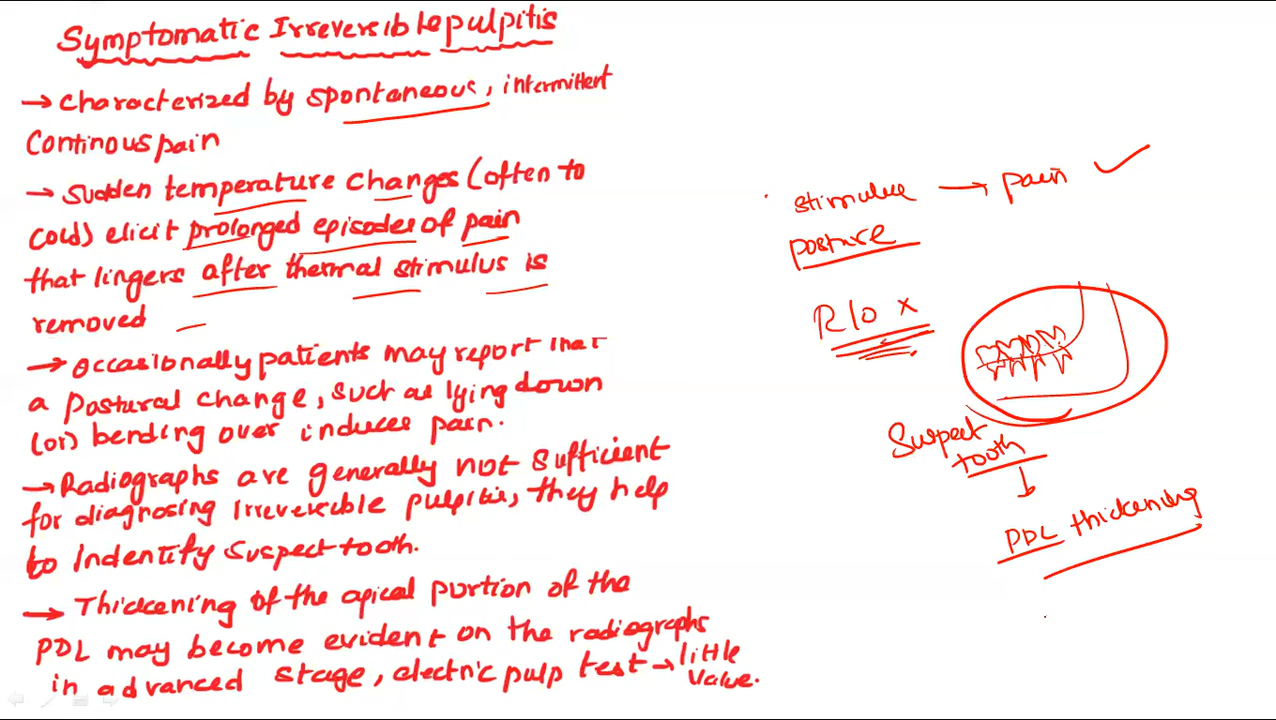 Symptomatic Irreversible pulpitis
→ characterized by spontaneous, intermittent
Continous pain
→ Sudden temperature changes (often to
cold) elicit prolonged episodes of pain
that lingers after thermal stimulus is
removed
→ Occasionally patients may report that
a postural change, such as lying down
(or) bending over induces pain.
→ Radiographs are generally not sufficient
for diagnosing irreversible pulpitis, they help
to Indentify suspect tooth.
→ Thickening of the apical portion of the
PDL may become evident on the radiographs
in advanced stage, electric pulp test → little
value.
stimulus → pain ✓
posture
R/o x
Suspect
tooth
↓
PDL thickening